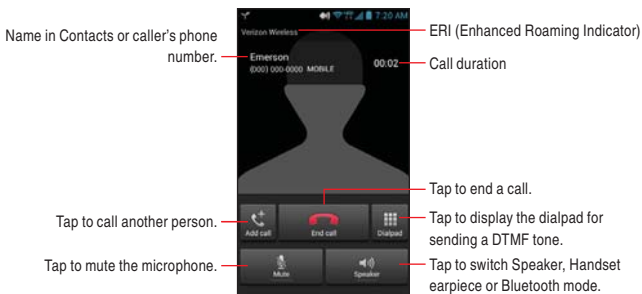 Name in Contacts or caller's phone
number.
7:20 AM
Verizon Wireless
Emerson
(000) 000-0000 MOBILE
00:02
ERI (Enhanced Roaming Indicator)
Call duration
Tap to end a call.
Tap to call another person.
Add call
End call
Dialpad
Tap to display the dialpad for
sending a DTMF tone.
Tap to mute the microphone.
Mute
Speaker
Tap to switch Speaker, Handset
earpiece or Bluetooth mode.